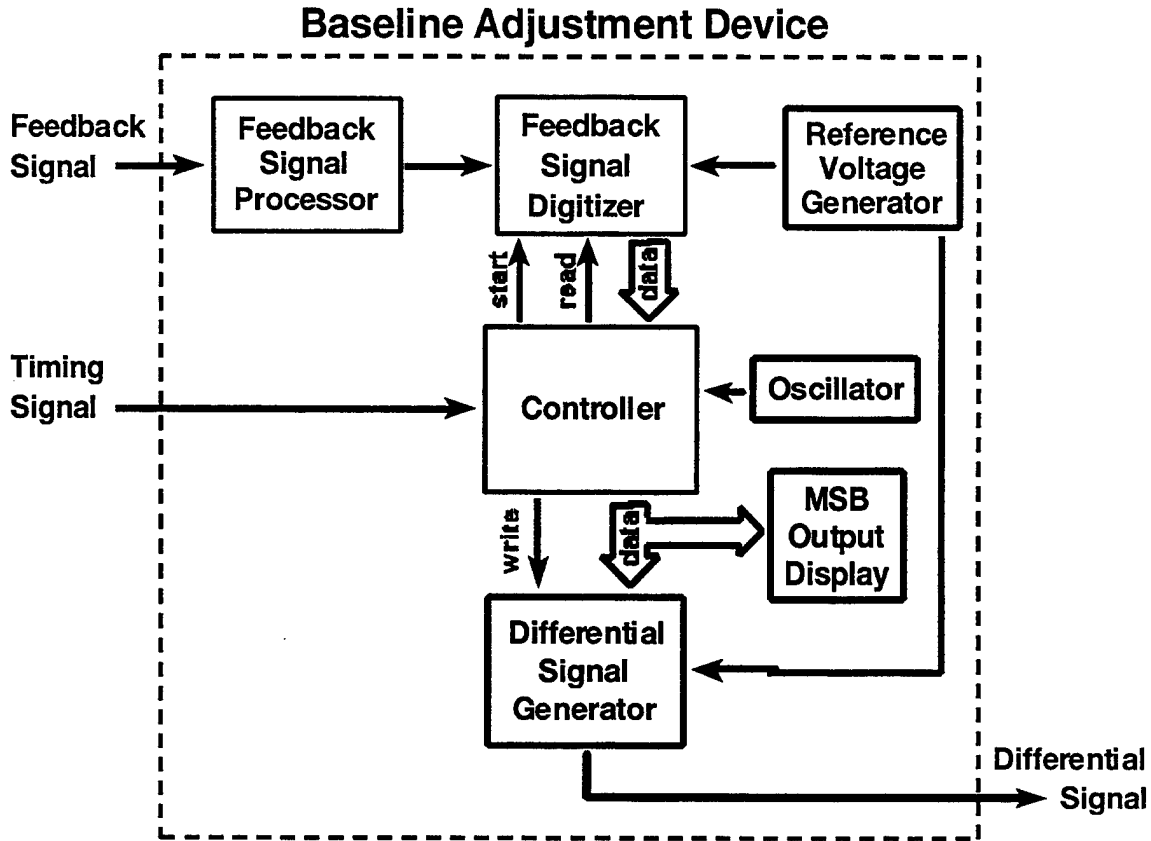 Baseline Adjustment Device
Feedback
Signal
Feedback
Signal
Processor
Feedback
Signal
Digitizer
Reference
Voltage
Generator
start
read
data
Timing
Signal
Controller
Oscillator
write
data
MSB
Output
Display
Differential
Signal
Generator
Differential
Signal